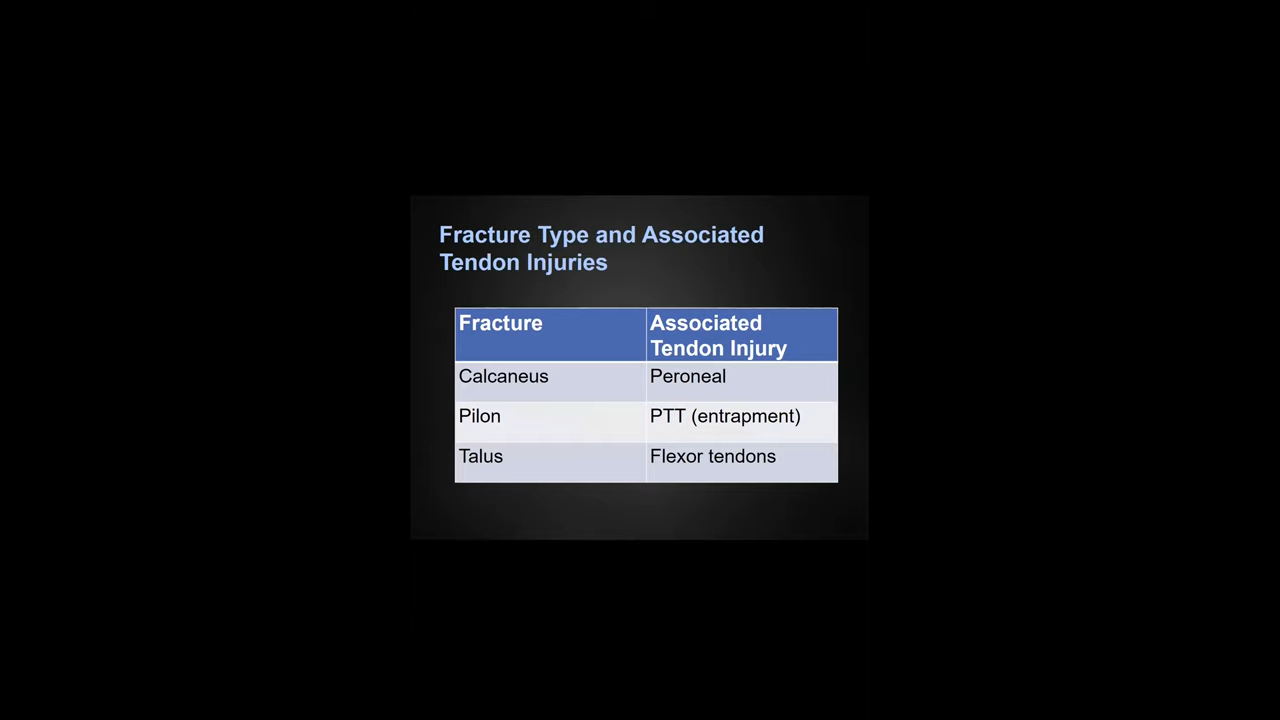 Fracture Type and Associated
Tendon Injuries
Fracture
Associated
Tendon Injury
Calcaneus
Peroneal
Pilon
PTT (entrapment)
Talus
Flexor tendons